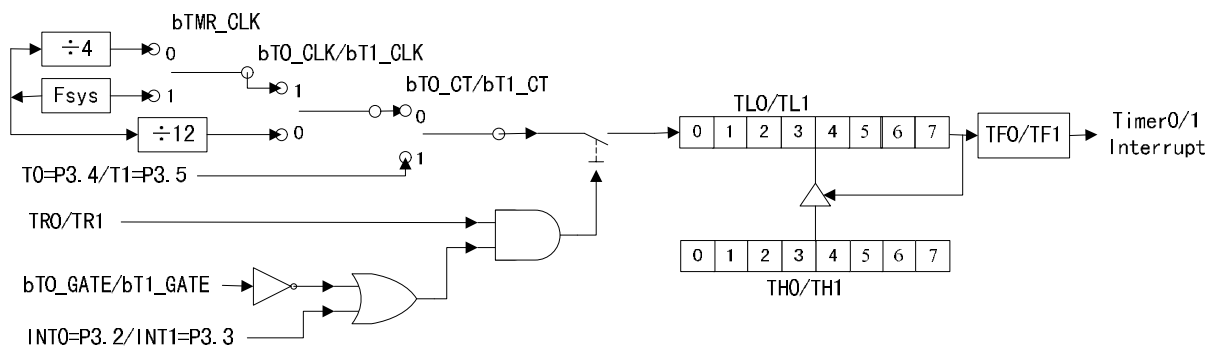 bTMR_CLK
÷4
0
bT0_CLK/bT1_CLK
Fsys
1
1
bT0_CT/bT1_CT
0
÷12
0
1
T0=P3.4/T1=P3.5
TL0/TL1
0 1 2 3 4 5 6 7
TF0/TF1
Timer0/1
Interrupt
TR0/TR1
0 1 2 3 4 5 6 7
TH0/TH1
bT0_GATE/bT1_GATE
INT0=P3.2/INT1=P3.3